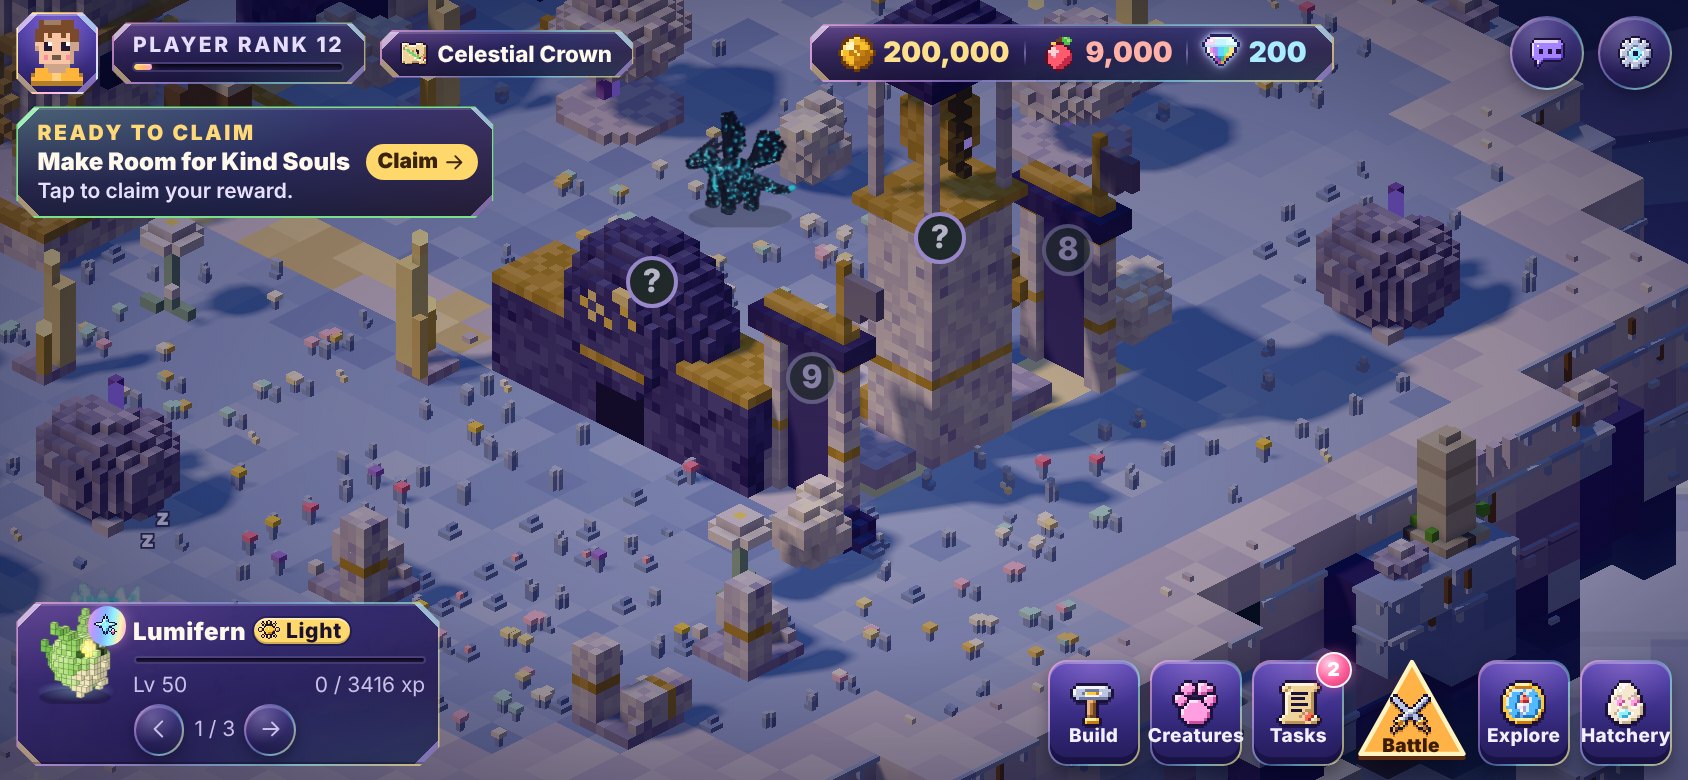 PLAYER RANK 12
Celestial Crown
200,000
9,000
200
READY TO CLAIM
Make Room for Kind Souls
Claim →
Tap to claim your reward.
?
?
8
9
z
z
Lumifern
Light
Lv 50
0 / 3416 xp
1 / 3
Build
Creatures
2
Tasks
Battle
Explore
Hatchery